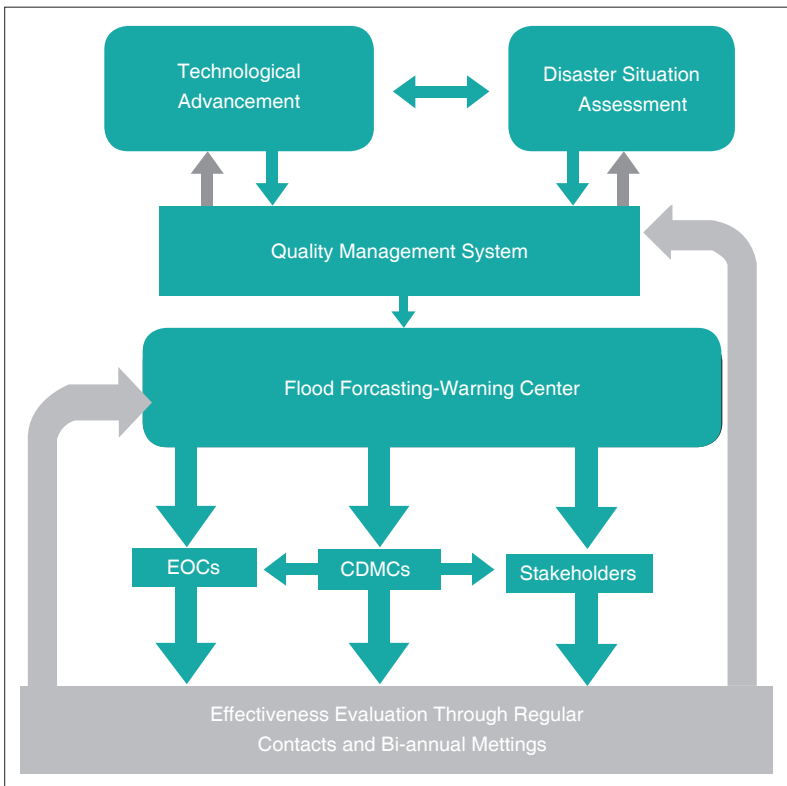 Technological
Advancement
Disaster Situation
Assessment
Quality Management System
Flood Forcasting-Warning Center
EOCs
CDMCs
Stakeholders
Effectiveness Evaluation Through Regular
Contacts and Bi-annual Mettings